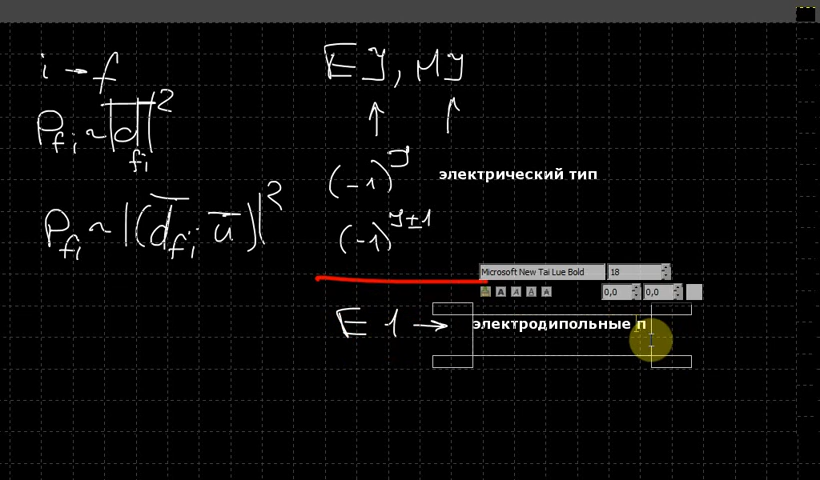 i → f
EJ, MJ
P_fi ~ |d_fi|²
(-1)^J электрический тип
P_fi ~ |(d_fi · u)|²
(-1)^J±1
Microsoft New Tai Lue Bold 18
A A A A A 0,0 0,0
E 1 → электродипольные п